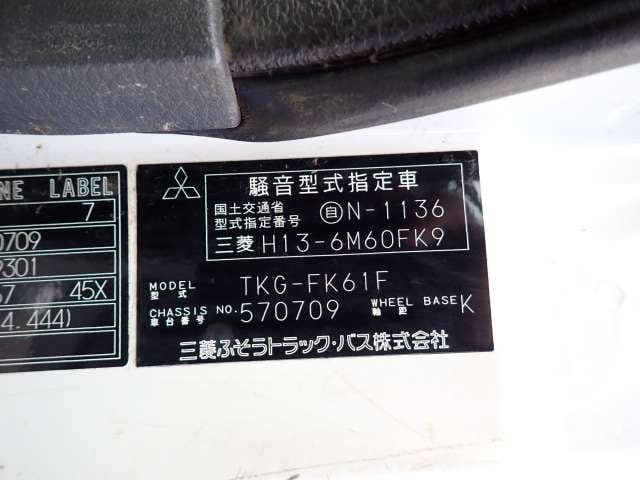 NE LABEL
7
0709
9301
67 45X
4.444)
騒音型式指定車
国土交通省
型式指定番号 自N-1136
三菱 H13-6M60FK9
MODEL
型式 TKG-FK61F
CHASSIS NO. 570709 WHEEL BASE K
車台番号 軸距
三菱ふそうトラック・バス株式会社